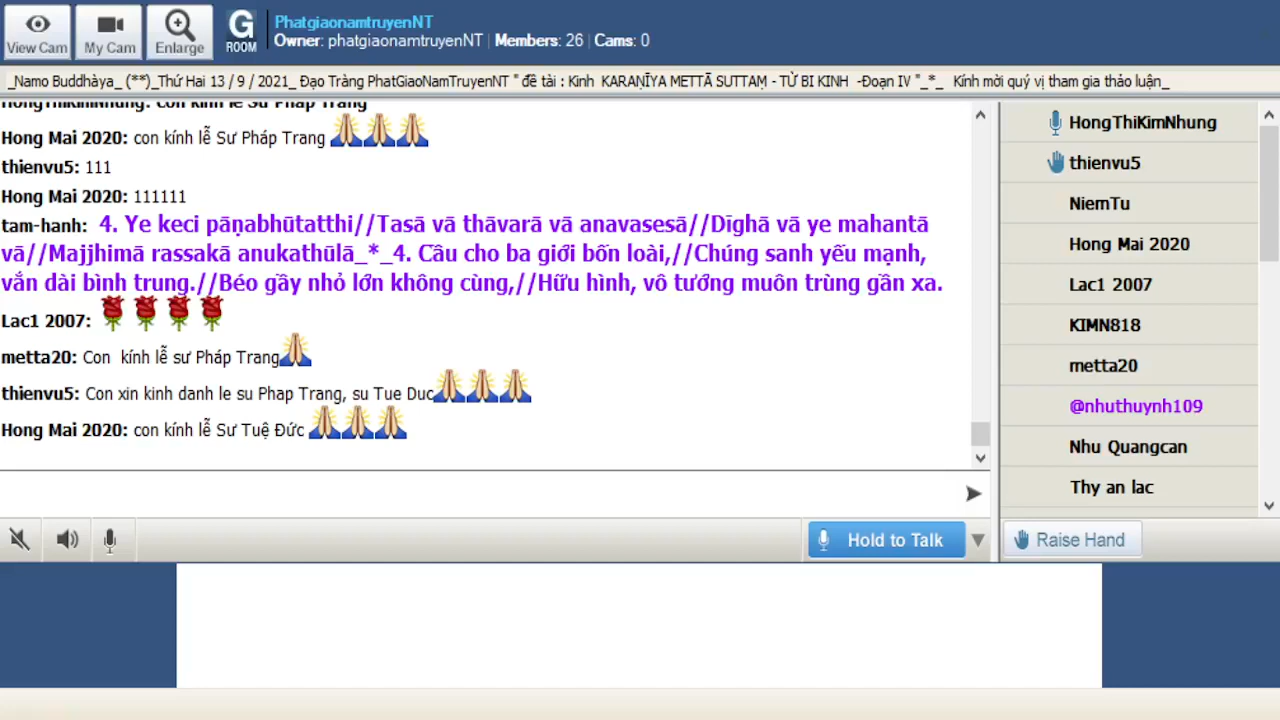 PhatgiaonamtruyenNT
Owner: phatgiaonamtruyenNT | Members: 26 | Cams: 0
View Cam
My Cam
Enlarge
G
ROOM
_Namo Buddhàya_ (**)_Thứ Hai 13 / 9 / 2021_ Đạo Tràng PhatGiaoNamTruyenNT " đề tài : Kinh KARAṆĪYA METTĀ SUTTAṂ - TỪ BI KINH -Đoạn IV "_*_ Kính mời quý vị tham gia thảo luận_
HongThiKimNhung: con kính lễ Sư Pháp Trang
Hong Mai 2020: con kính lễ Sư Pháp Trang
thienvu5: 111
Hong Mai 2020: 111111
tam-hanh: 4. Ye keci pāṇabhūtatthi//Tasā vā thāvarā vā anavasesā//Dīghā vā ye mahantā
vā//Majjhimā rassakā anukathūlā_*_4. Cầu cho ba giới bốn loài,//Chúng sanh yếu mạnh,
vắn dài bình trung.//Béo gầy nhỏ lớn không cùng,//Hữu hình, vô tướng muôn trùng gần xa.
Lac1 2007:
metta20: Con kính lễ sư Pháp Trang
thienvu5: Con xin kinh danh le su Phap Trang, su Tue Duc
Hong Mai 2020: con kính lễ Sư Tuệ Đức
HongThiKimNhung
thienvu5
NiemTu
Hong Mai 2020
Lac1 2007
KIMN818
metta20
@nhuthuynh109
Nhu Quangcan
Thy an lac
Hold to Talk
Raise Hand